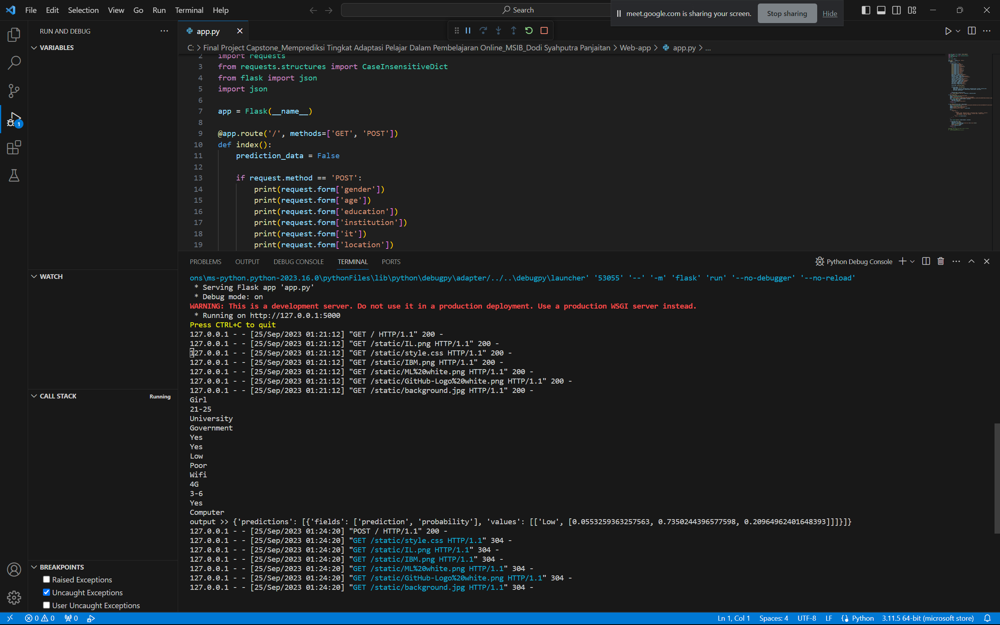 File Edit Selection View Go Run Terminal Help
Search
meet.google.com is sharing your screen. Stop sharing Hide
RUN AND DEBUG
app.py
VARIABLES
C: > Final Project Capstone_Memprediksi Tingkat Adaptasi Pelajar Dalam Pembelajaran Online_MSIB_Dodi Syahputra Panjaitan > Web-app > app.py > ...
2 import requests
3 from requests.structures import CaseInsensitiveDict
4 from flask import json
5 import json
6
7 app = Flask(__name__)
8
9 @app.route('/', methods=['GET', 'POST'])
10 def index():
11 prediction_data = False
12
13 if request.method == 'POST':
14 print(request.form['gender'])
15 print(request.form['age'])
16 print(request.form['education'])
17 print(request.form['institution'])
18 print(request.form['it'])
19 print(request.form['location'])
1
PROBLEMS OUTPUT DEBUG CONSOLE TERMINAL PORTS
Python Debug Console
WATCH
ons\ms-python.python-2023.16.0\pythonFiles\lib\python\debugpy\adapter/../..\debugpy\launcher' '53055' '--' '-m' 'flask' 'run' '--no-debugger' '--no-reload'
* Serving Flask app 'app.py'
* Debug mode: on
WARNING: This is a development server. Do not use it in a production deployment. Use a production WSGI server instead.
* Running on http://127.0.0.1:5000
Press CTRL+C to quit
127.0.0.1 - - [25/Sep/2023 01:21:12] "GET / HTTP/1.1" 200 -
127.0.0.1 - - [25/Sep/2023 01:21:12] "GET /static/IL.png HTTP/1.1" 200 -
127.0.0.1 - - [25/Sep/2023 01:21:12] "GET /static/style.css HTTP/1.1" 200 -
127.0.0.1 - - [25/Sep/2023 01:21:12] "GET /static/IBM.png HTTP/1.1" 200 -
127.0.0.1 - - [25/Sep/2023 01:21:12] "GET /static/ML%20white.png HTTP/1.1" 200 -
127.0.0.1 - - [25/Sep/2023 01:21:12] "GET /static/GitHub-Logo%20white.png HTTP/1.1" 200 -
127.0.0.1 - - [25/Sep/2023 01:21:12] "GET /static/background.jpg HTTP/1.1" 200 -
CALL STACK Running
Girl
21-25
University
Government
Yes
Yes
Low
Poor
Wifi
4G
3-6
Yes
Computer
output >> {'predictions': [{'fields': ['prediction', 'probability'], 'values': [['Low', [0.0553259363257563, 0.7350244396577598, 0.20964962401648393]]]}]}
127.0.0.1 - - [25/Sep/2023 01:24:20] "POST / HTTP/1.1" 200 -
127.0.0.1 - - [25/Sep/2023 01:24:20] "GET /static/style.css HTTP/1.1" 304 -
127.0.0.1 - - [25/Sep/2023 01:24:20] "GET /static/IL.png HTTP/1.1" 304 -
127.0.0.1 - - [25/Sep/2023 01:24:20] "GET /static/IBM.png HTTP/1.1" 304 -
127.0.0.1 - - [25/Sep/2023 01:24:20] "GET /static/ML%20white.png HTTP/1.1" 304 -
127.0.0.1 - - [25/Sep/2023 01:24:20] "GET /static/GitHub-Logo%20white.png HTTP/1.1" 304 -
127.0.0.1 - - [25/Sep/2023 01:24:20] "GET /static/background.jpg HTTP/1.1" 304 -
BREAKPOINTS
Raised Exceptions
Uncaught Exceptions
User Uncaught Exceptions
0 0 0
Ln 1, Col 1 Spaces: 4 UTF-8 LF Python 3.11.5 64-bit (microsoft store)